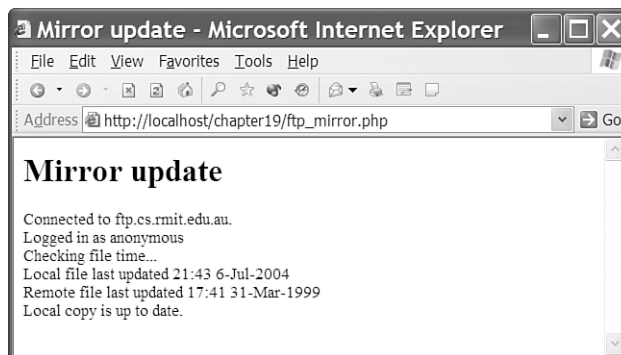 Mirror update - Microsoft Internet Explorer
File Edit View Favorites Tools Help
Address http://localhost/chapter19/ftp_mirror.php Go
Mirror update
Connected to ftp.cs.rmit.edu.au.
Logged in as anonymous
Checking file time...
Local file last updated 21:43 6-Jul-2004
Remote file last updated 17:41 31-Mar-1999
Local copy is up to date.